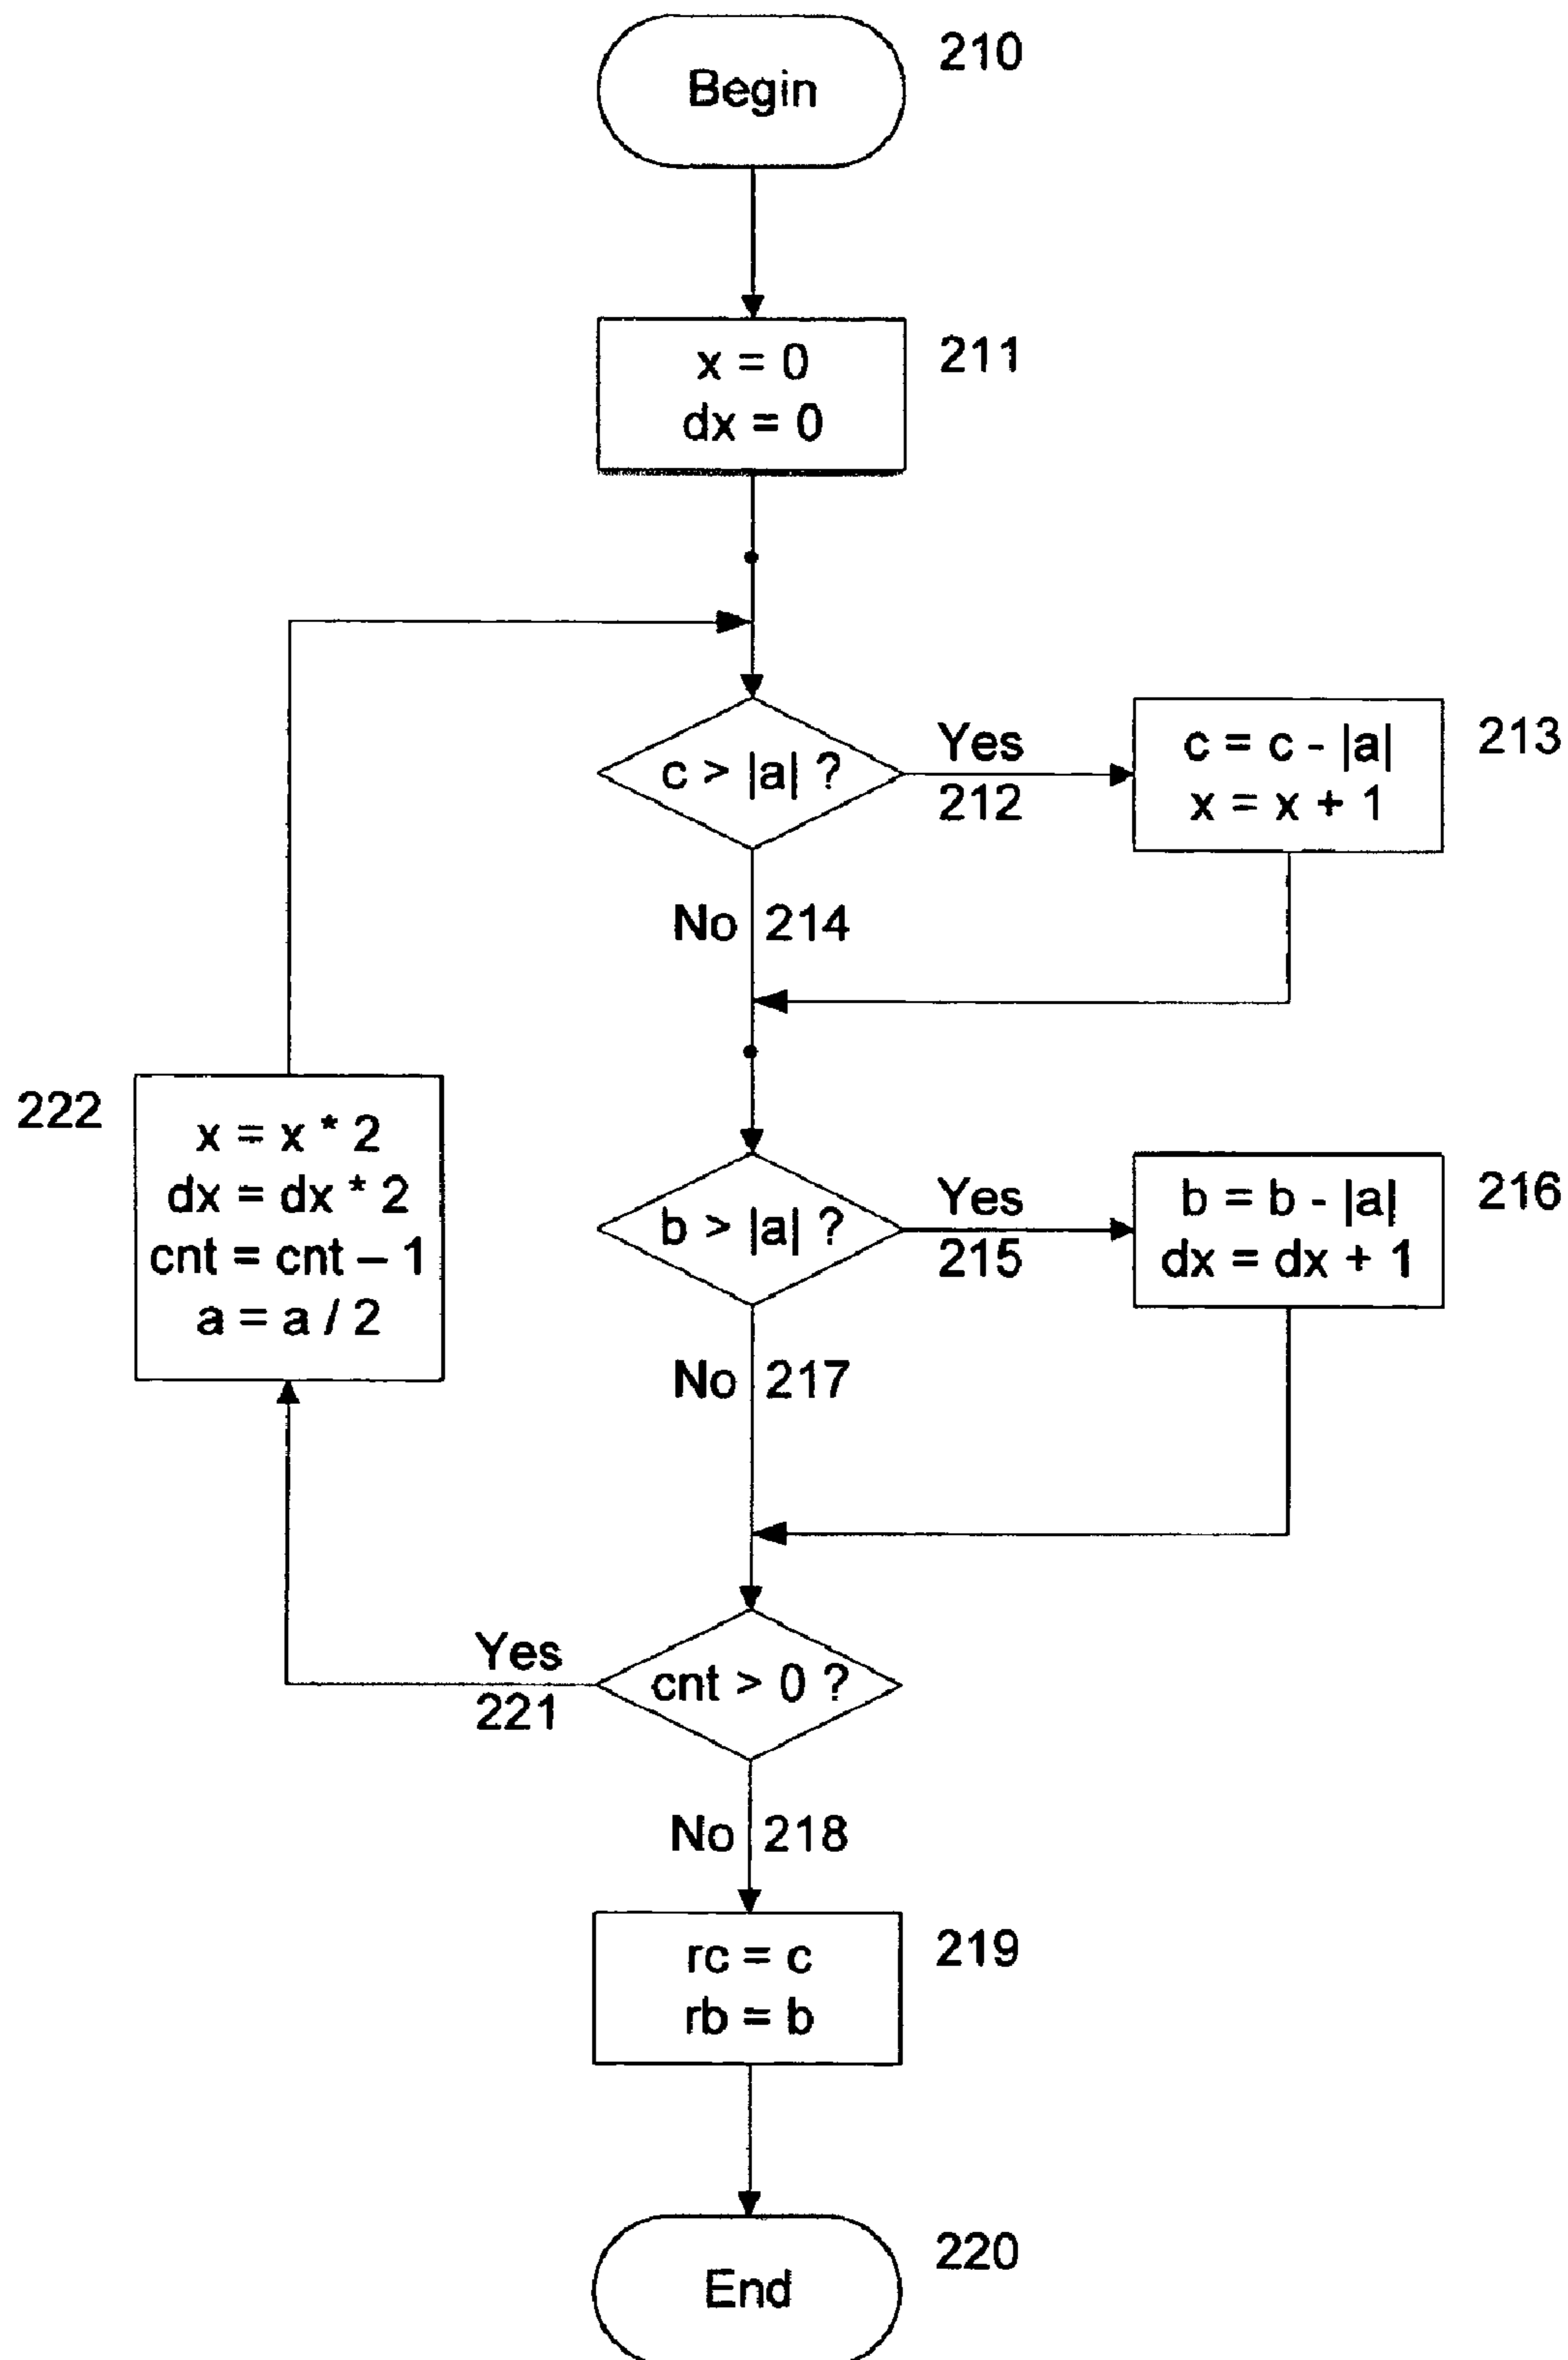 Begin
210
x = 0
dx = 0
211
c > |a| ?
Yes
212
c = c - |a|
x = x + 1
213
No 214
222
x = x * 2
dx = dx * 2
cnt = cnt – 1
a = a / 2
b > |a| ?
Yes
215
b = b - |a|
dx = dx + 1
216
No 217
Yes
221
cnt > 0 ?
No 218
rc = c
rb = b
219
End
220